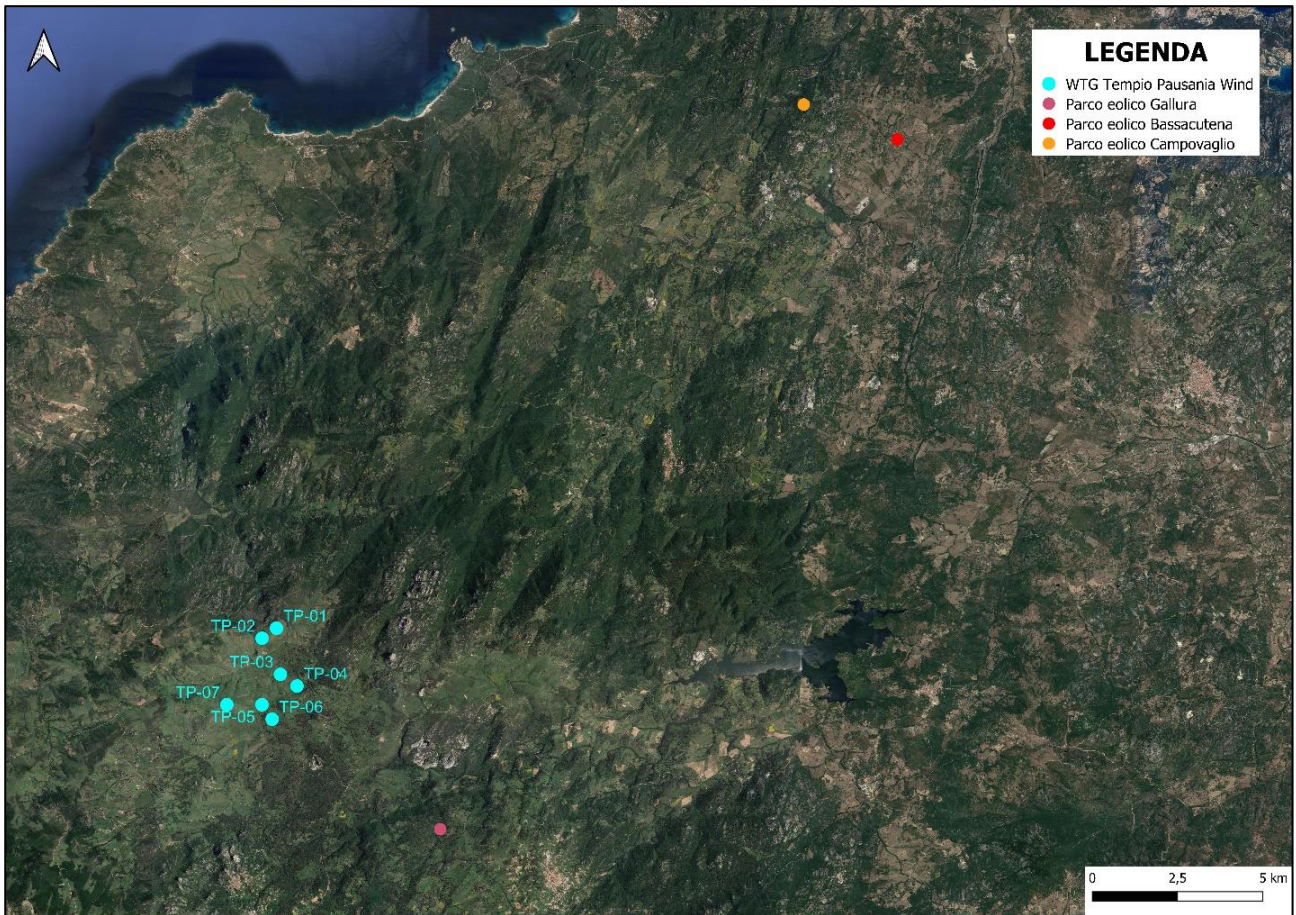 LEGENDA
WTG Tempio Pausania Wind
Parco eolico Gallura
Parco eolico Bassacutena
Parco eolico Campovaglio
TP-01
TP-02
TP-03
TP-04
TP-07
TP-05
TP-06
0 2,5 5 km